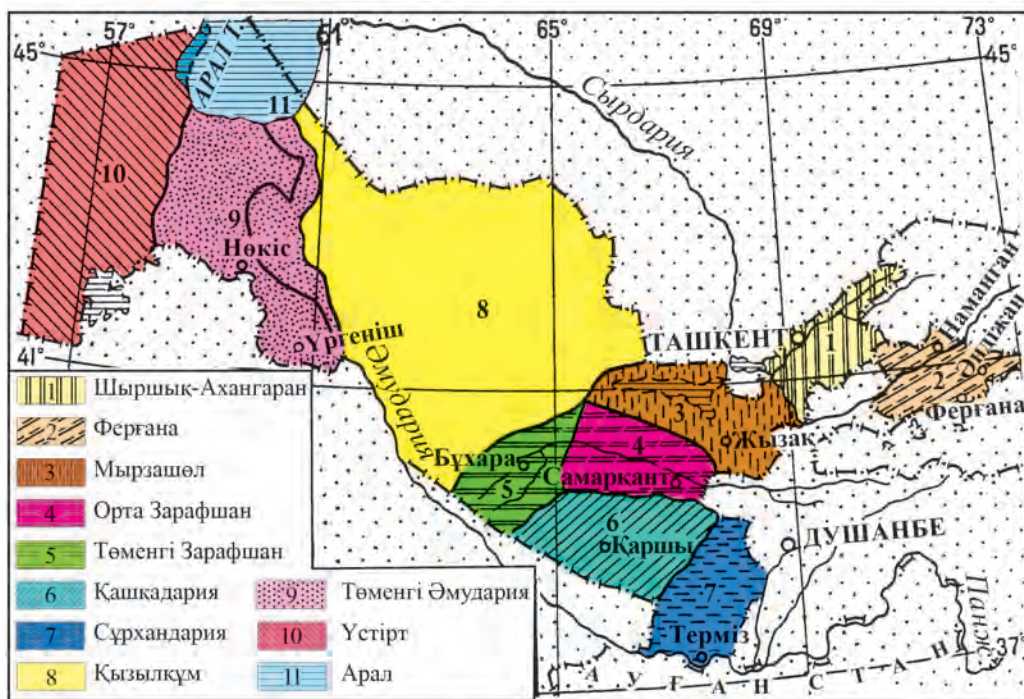 57° 61° 65° 69° 73°
45° 45°
АРАЛ Т.
11
Сырдария
10
9
Нөкіс
8
Наманган
ТАШКЕНТ
1
Әндіжан
Үргеніш
41°
2
Ферғана
Әмудария
3
Жызақ
4
Бұхара
Самарқант
5
6
Қаршы
ДУШАНБЕ
7
Пандж
Терміз
37°
АУҒАНСТАН
1 Шыршық-Ахангаран
2 Ферғана
3 Мырзашөл
4 Орта Зарафшан
5 Төменгі Зарафшан
6 Қашқадария
7 Сұрхандария
8 Қызылқұм
9 Төменгі Әмудария
10 Үстірт
11 Арал